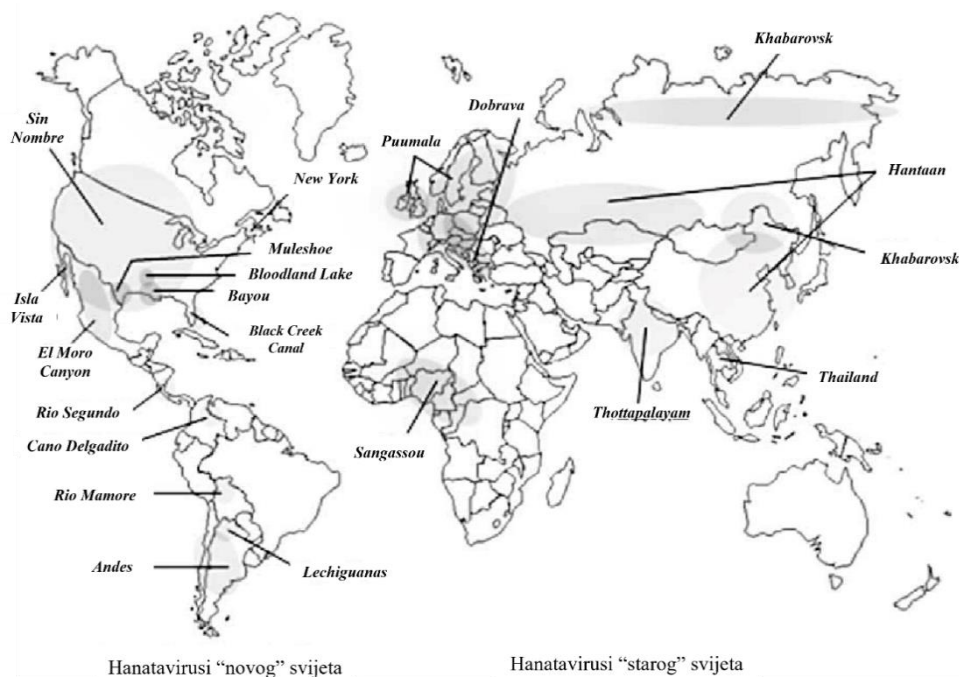 Khabarovsk
Sin
Nombre
Dobrava
Puumala
New York
Hantaan
Muleshoe
Bloodland Lake
Khabarovsk
Bayou
Isla
Vista
Black Creek
Canal
El Moro
Canyon
Thailand
Rio Segundo
Thottapalayam
Cano Delgadito
Sangassou
Rio Mamore
Andes
Lechiguanas
Hanatavirusi “novog” svijeta
Hanatavirusi “starog” svijeta